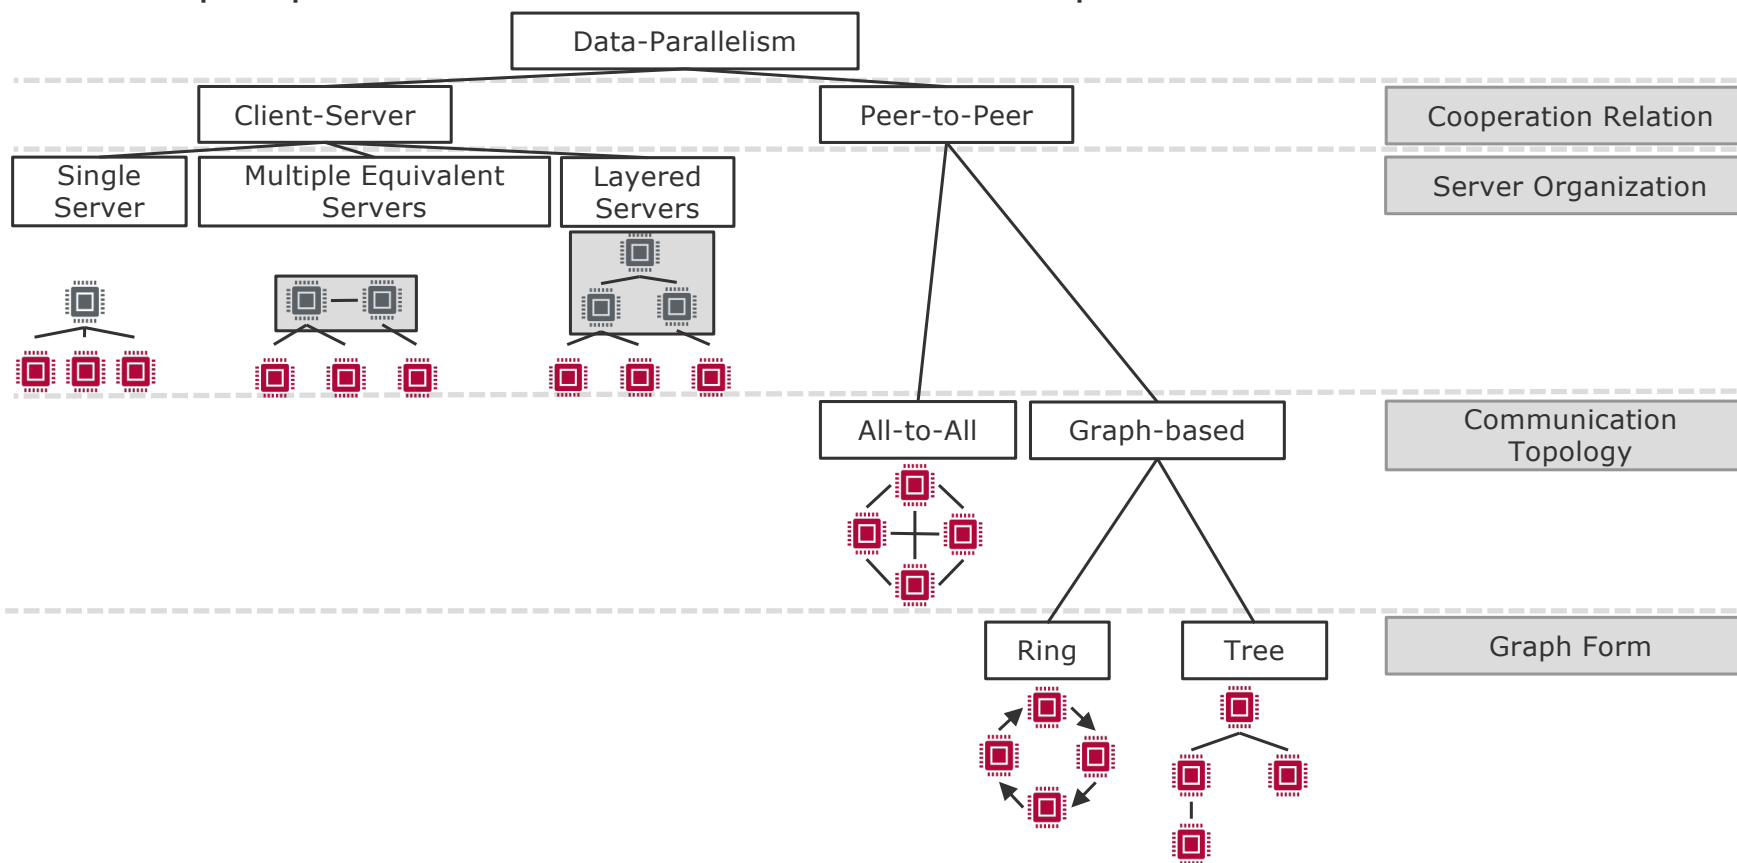 Data-Parallelism
Client-Server
Peer-to-Peer
Cooperation Relation
Single
Server
Multiple Equivalent
Servers
Layered
Servers
Server Organization
All-to-All
Graph-based
Communication
Topology
Ring
Tree
Graph Form